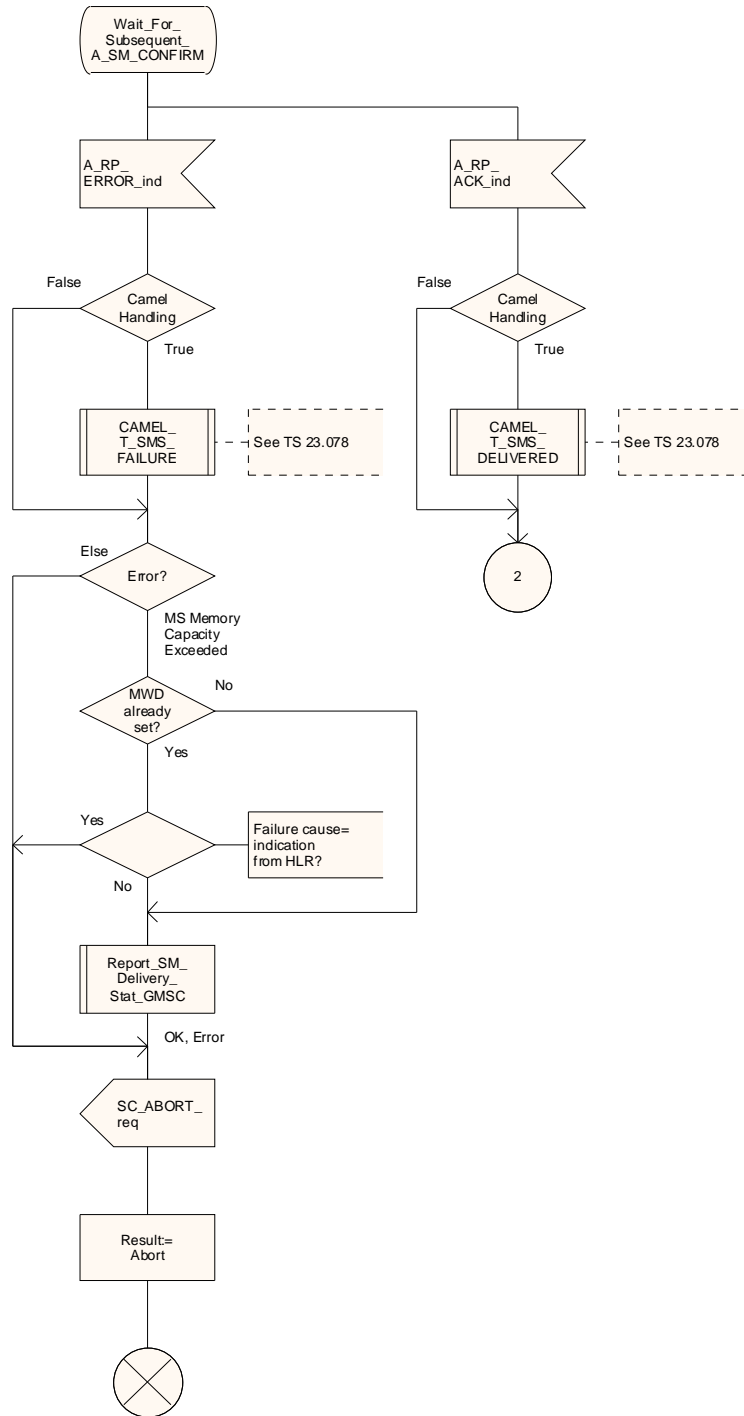 Wait_For_
Subsequent_
A_SM_CONFIRM
A_RP_
ERROR_ind
A_RP_
ACK_ind
False
Camel
Handling
True
False
Camel
Handling
True
CAMEL_
T_SMS_
FAILURE
See TS 23.078
CAMEL_
T_SMS_
DELIVERED
See TS 23.078
Else
Error?
2
MS Memory
Capacity
Exceeded
MWD
already
set?
No
Yes
Yes
Failure cause=
indication
from HLR?
No
Report_SM_
Delivery_
Stat_GMSC
OK, Error
SC_ABORT_
req
Result:=
Abort